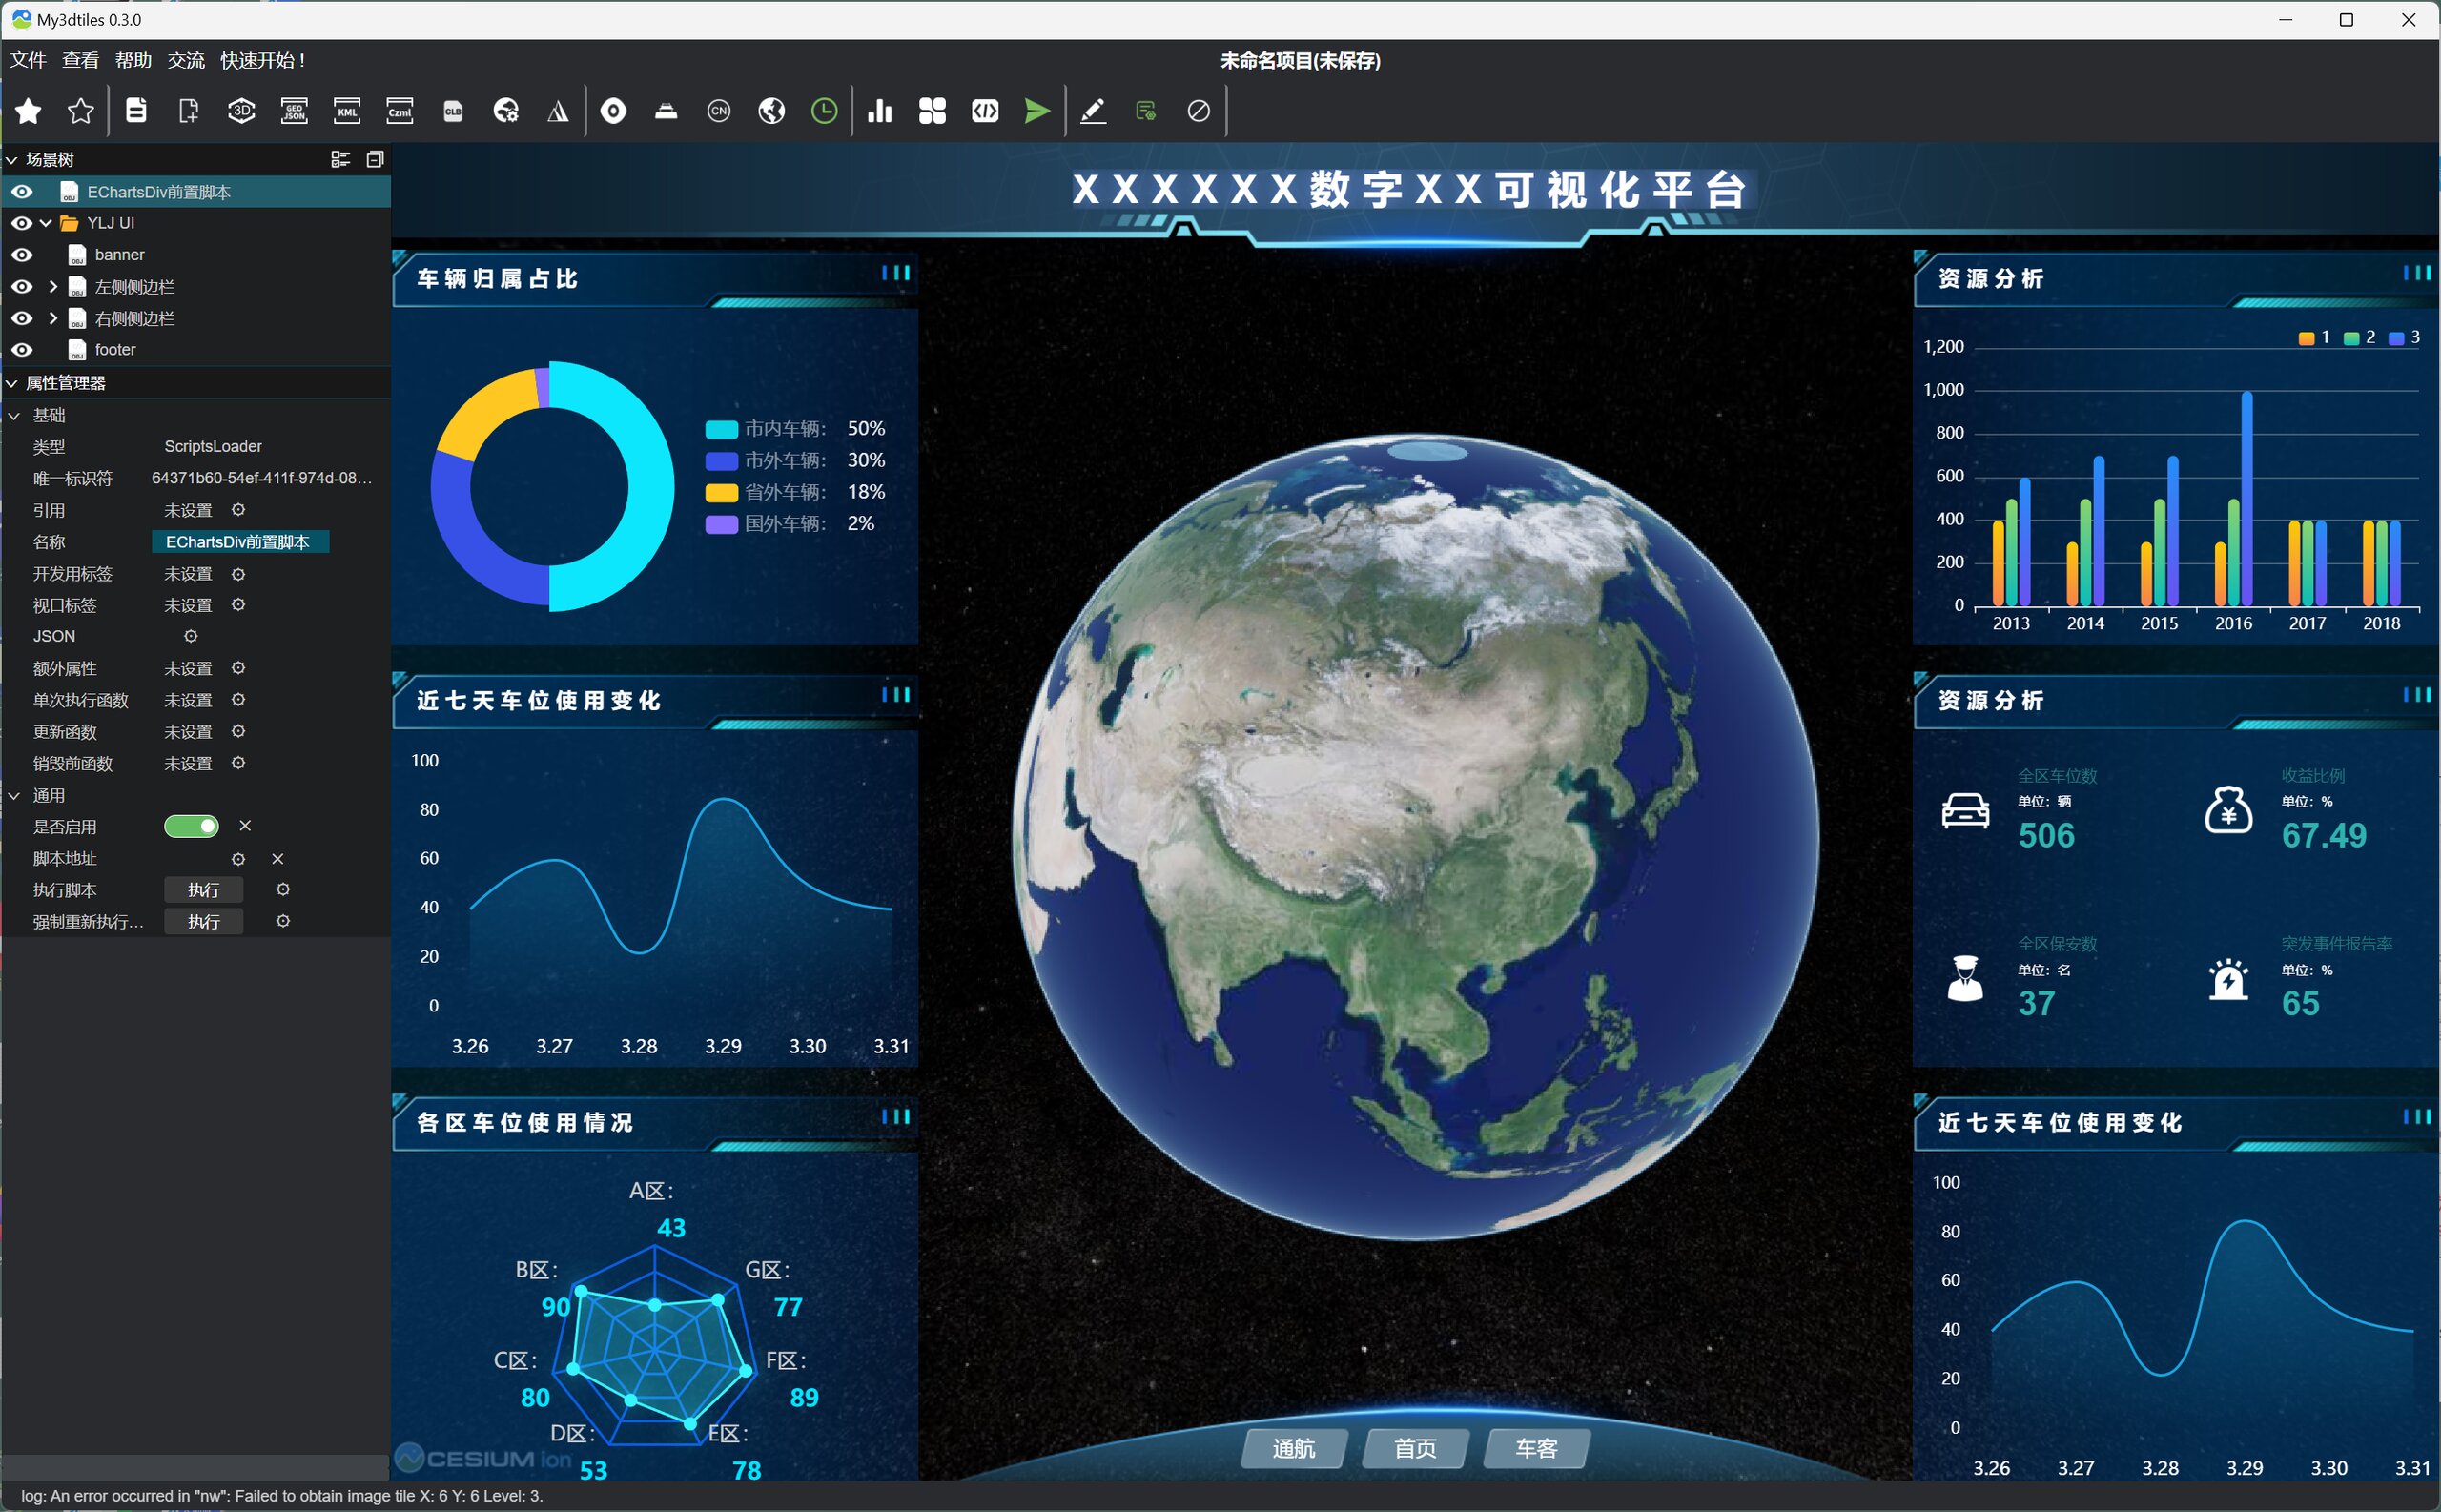 My3dtiles 0.3.0
文件 查看 帮助 交流 快速开始！
未命名项目(未保存)
3D GEO JSON KML Czml GLB CN
场景树
EChartsDiv前置脚本
YLJ UI
banner
左侧侧边栏
右侧侧边栏
footer
属性管理器
基础
类型 ScriptsLoader
唯一标识符 64371b60-54ef-411f-974d-08...
引用 未设置
名称 EChartsDiv前置脚本
开发用标签 未设置
视口标签 未设置
JSON
额外属性 未设置
单次执行函数 未设置
更新函数 未设置
销毁前函数 未设置
通用
是否启用
脚本地址
执行脚本 执行
强制重新执行... 执行
XXXXXX数字XX可视化平台
车辆归属占比
市内车辆： 50%
市外车辆： 30%
省外车辆： 18%
国外车辆： 2%
近七天车位使用变化
100
80
60
40
20
0
3.26 3.27 3.28 3.29 3.30 3.31
各区车位使用情况
A区：
43
B区：
90
G区：
77
C区：
80
F区：
89
D区：
53
E区：
78
CESIUM ion
通航 首页 车客
资源分析
1 2 3
1,200
1,000
800
600
400
200
0
2013 2014 2015 2016 2017 2018
资源分析
全区车位数
单位：辆
506
收益比例
单位：%
67.49
全区保安数
单位：名
37
突发事件报告率
单位：%
65
近七天车位使用变化
100
80
60
40
20
0
3.26 3.27 3.28 3.29 3.30 3.31
log: An error occurred in "nw": Failed to obtain image tile X: 6 Y: 6 Level: 3.